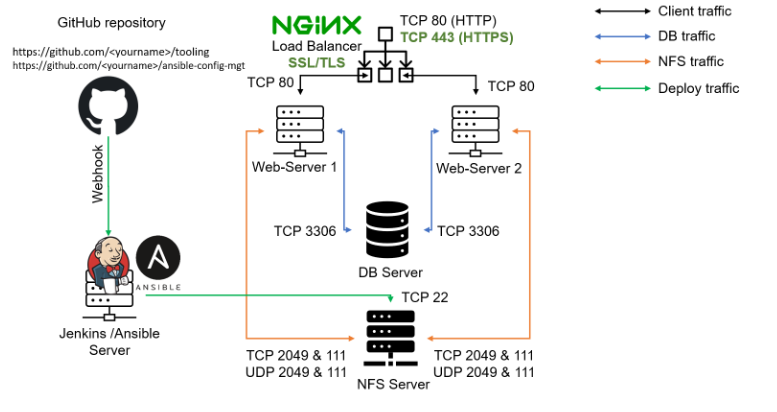 GitHub repository
https://github.com/<yourname>/tooling
https://github.com/<yourname>/ansible-config-mgt
NGINX
Load Balancer
SSL/TLS
TCP 80 (HTTP)
TCP 443 (HTTPS)
Client traffic
DB traffic
NFS traffic
Deploy traffic
TCP 80
TCP 80
Web-Server 1
Web-Server 2
Webhook
TCP 3306
TCP 3306
DB Server
A
ANSIBLE
Jenkins /Ansible
Server
TCP 22
TCP 2049 & 111
UDP 2049 & 111
TCP 2049 & 111
UDP 2049 & 111
NFS Server